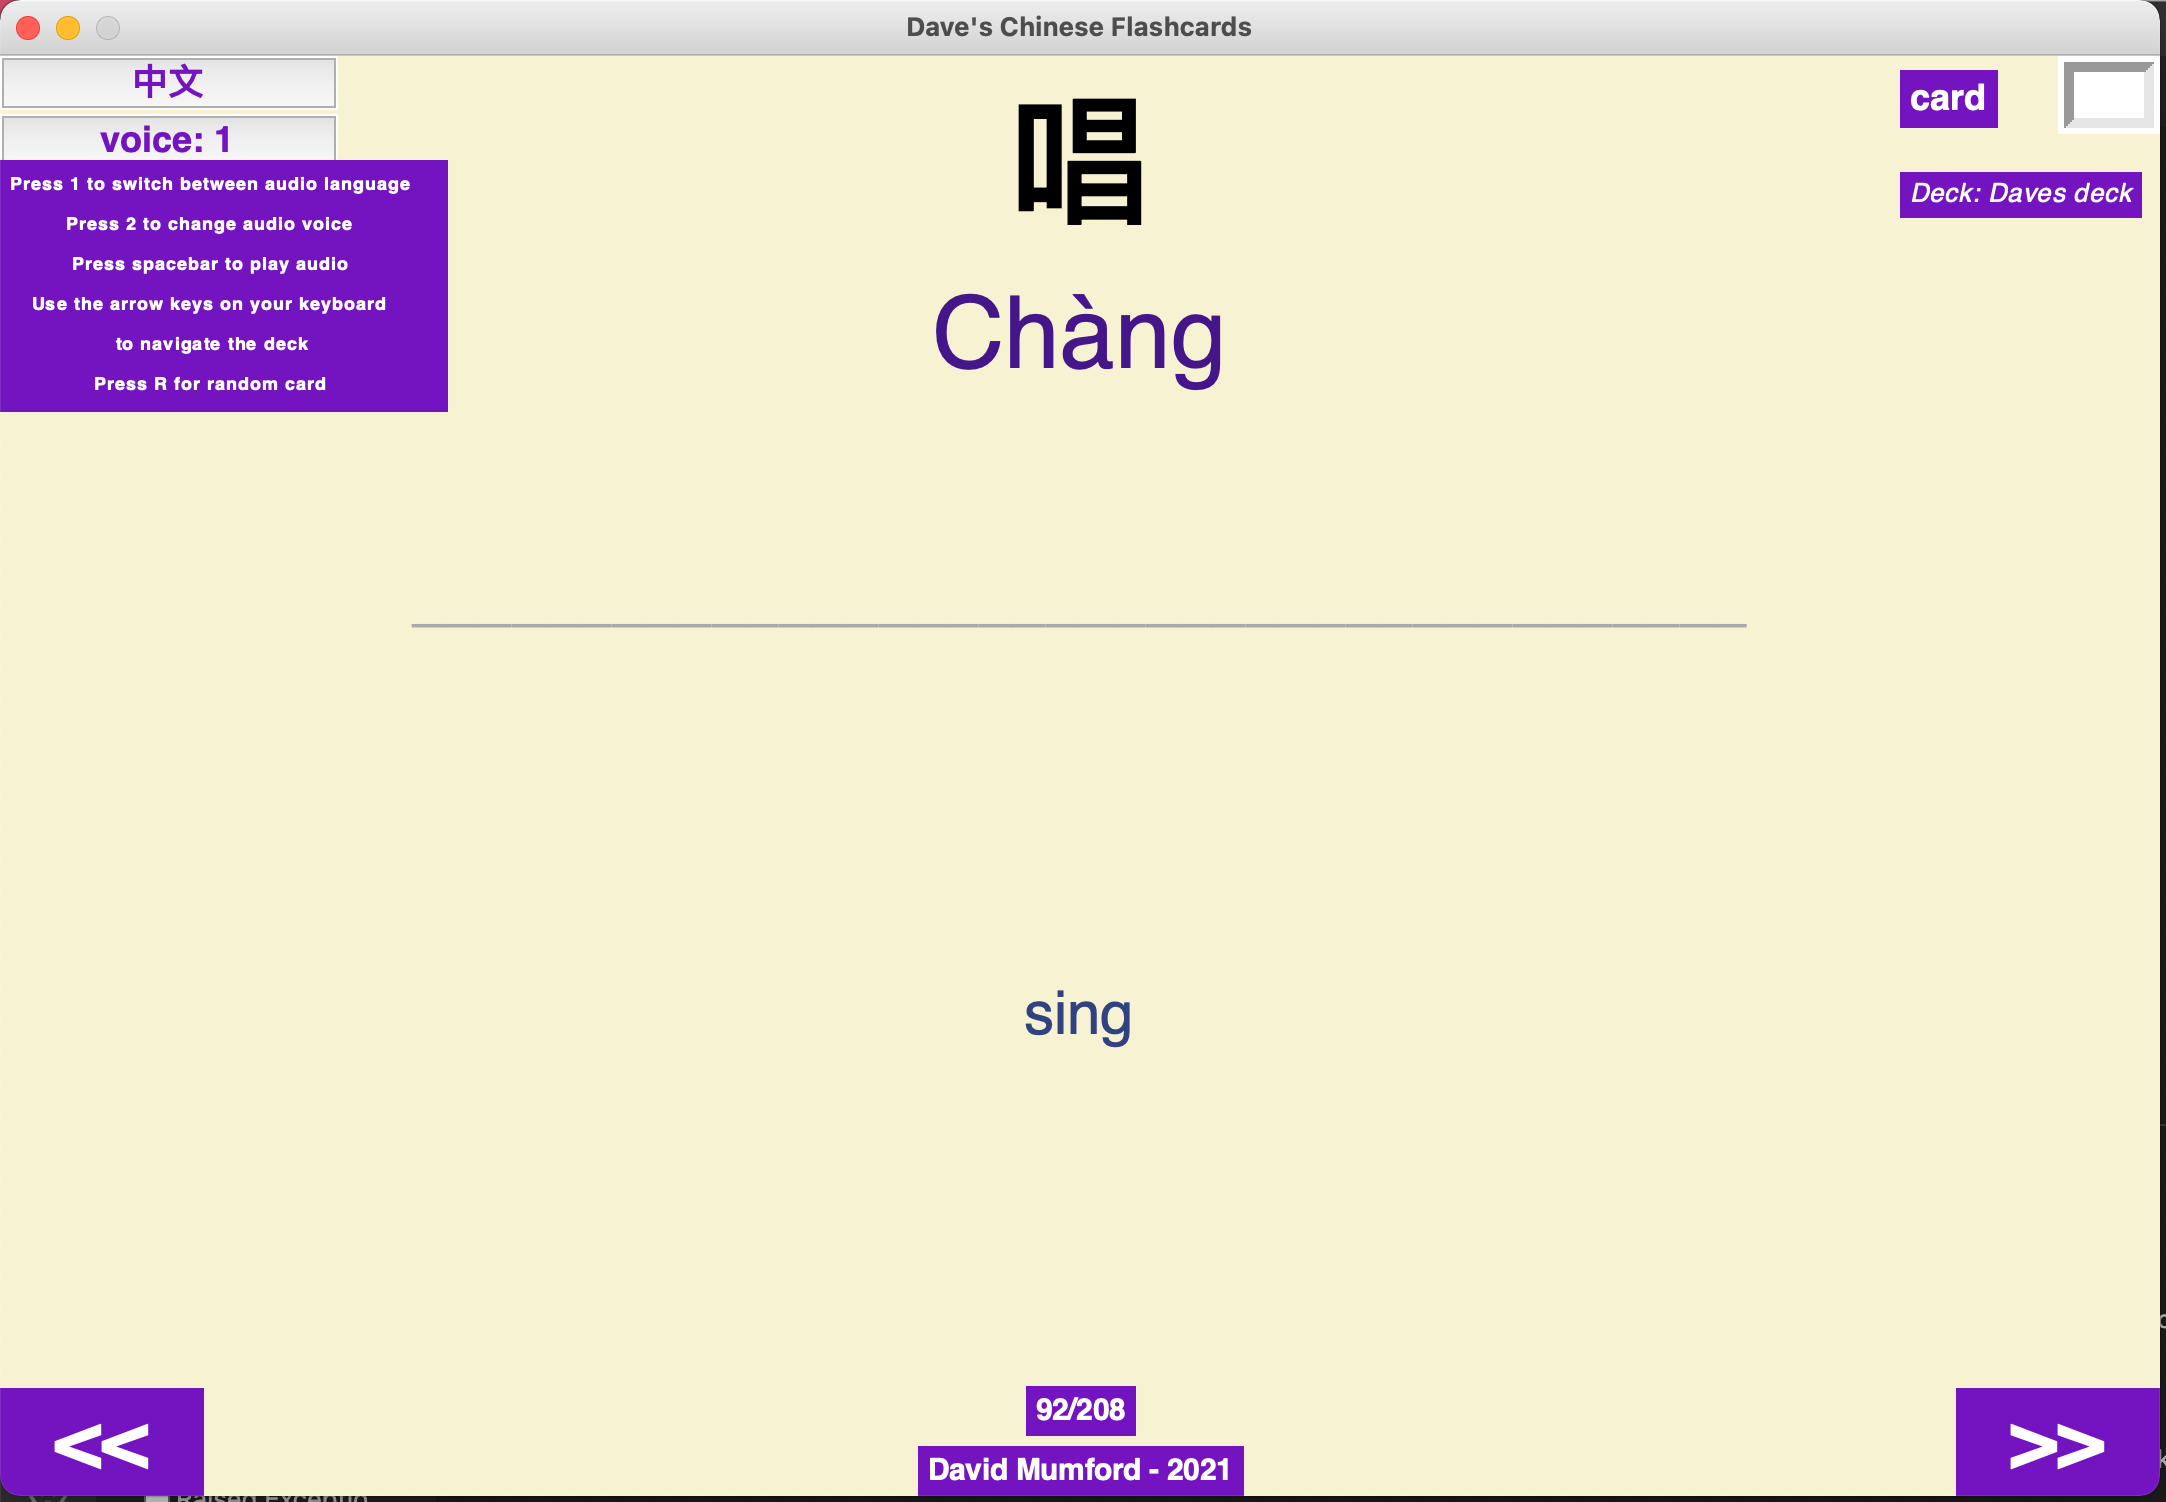 Dave's Chinese Flashcards
中文
voice: 1
Press 1 to switch between audio language
Press 2 to change audio voice
Press spacebar to play audio
Use the arrow keys on your keyboard
to navigate the deck
Press R for random card
card
Deck: Daves deck
唱
Chàng
sing
<<
92/208
David Mumford - 2021
>>